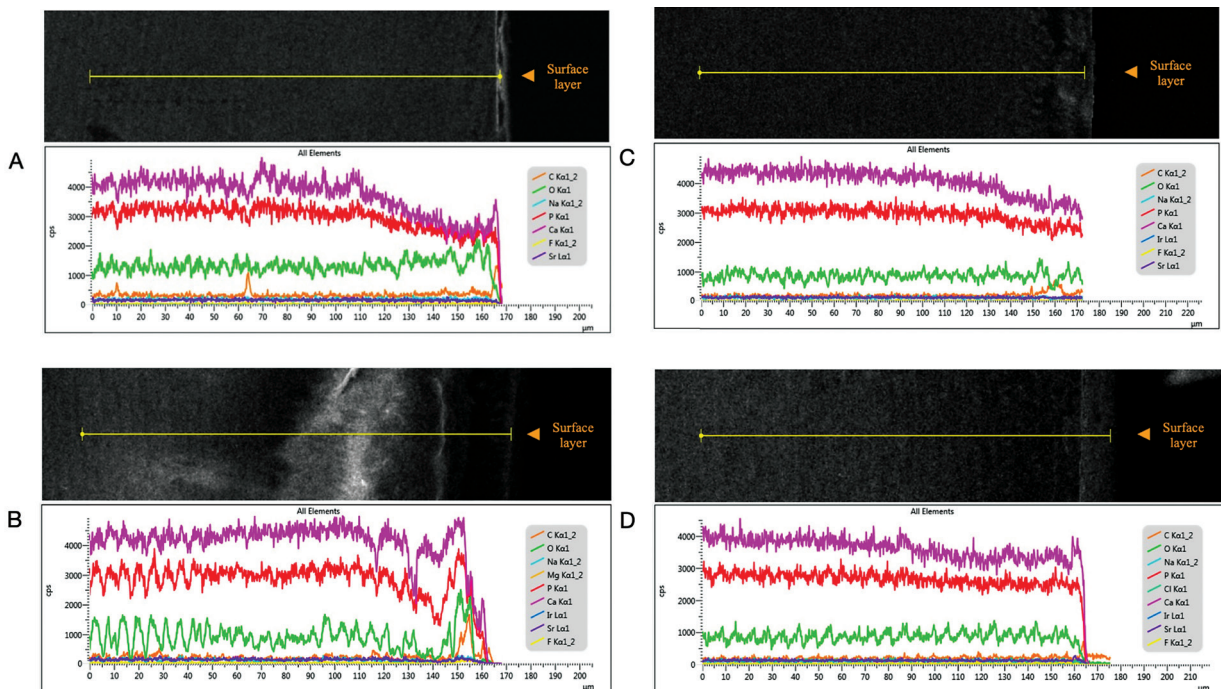 Surface
layer
A
All Elements
cps
4000
3000
2000
1000
0
C Kα1_2
O Kα1
Na Kα1_2
P Kα1
Ca Kα1
F Kα1_2
Sr Lα1
0 10 20 30 40 50 60 70 80 90 100 110 120 130 140 150 160 170 180 190 200
µm
Surface
layer
B
All Elements
cps
4000
3000
2000
1000
0
C Kα1_2
O Kα1
Na Kα1_2
Mg Kα1_2
P Kα1
Ca Kα1
Ir Lα1
Sr Lα1
F Kα1_2
0 10 20 30 40 50 60 70 80 90 100 110 120 130 140 150 160 170 180 190 200
µm
Surface
layer
C
All Elements
cps
4000
3000
2000
1000
0
C Kα1_2
O Kα1
Na Kα1_2
P Kα1
Ca Kα1
Ir Lα1
F Kα1_2
Sr Lα1
0 10 20 30 40 50 60 70 80 90 100 110 120 130 140 150 160 170 180 190 200 210 220
µm
Surface
layer
D
All Elements
cps
4000
3000
2000
1000
0
C Kα1_2
O Kα1
Na Kα1_2
P Kα1
Cl Kα1
Ca Kα1
Ir Lα1
Sr Lα1
F Kα1_2
0 10 20 30 40 50 60 70 80 90 100 110 120 130 140 150 160 170 180 190 200 210
µm